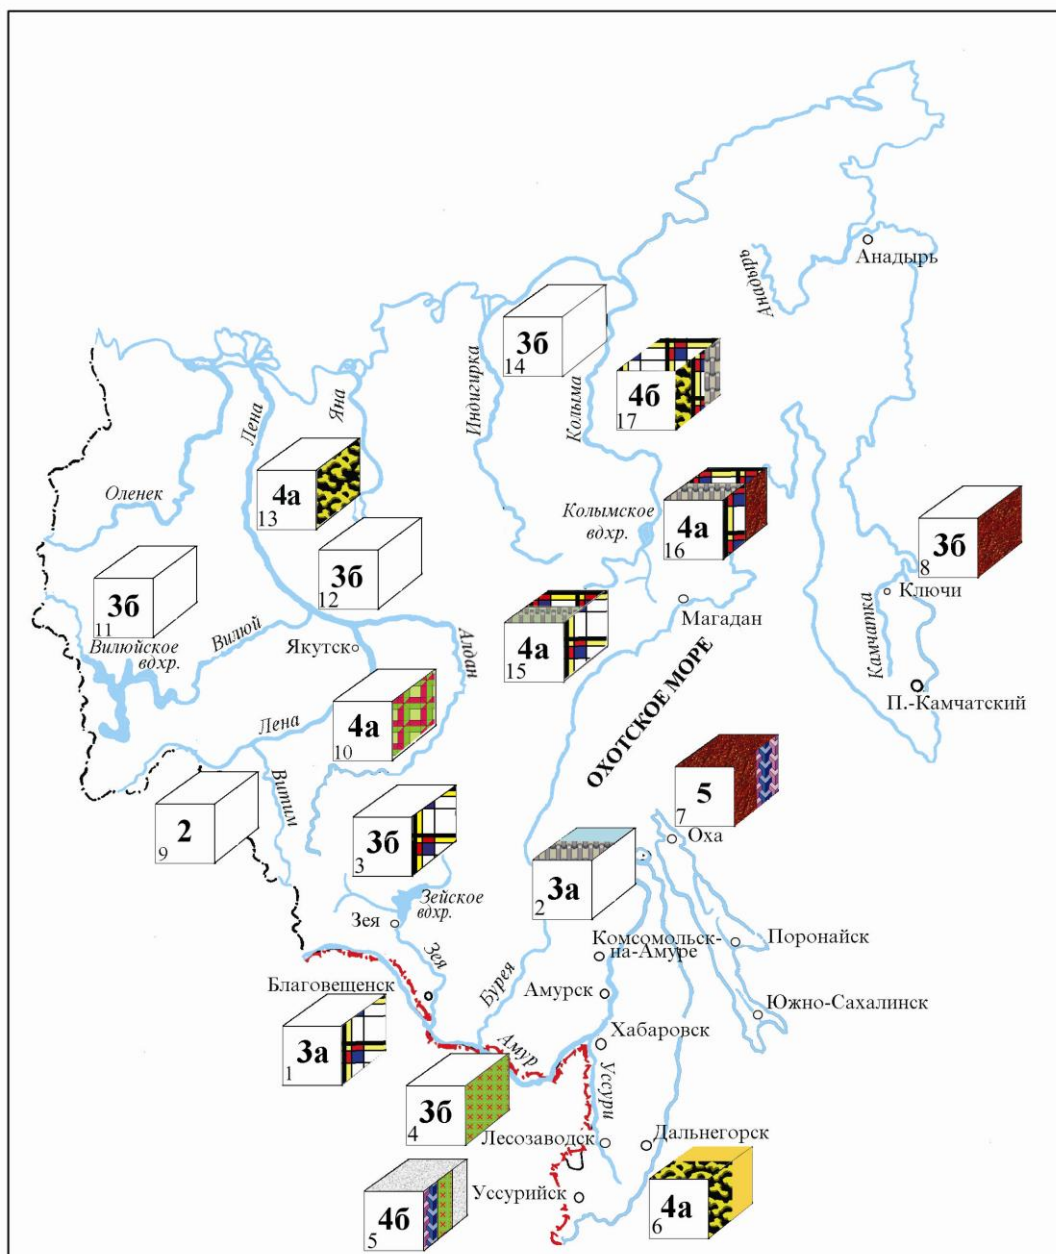 Анадырь
Анадырь
3б
14
Индигирка
Колыма
4б
17
Яна
Лена
4а
13
Оленек
Колымское
вдхр.
4а
16
3б
8
3б
12
3б
11
Ключи
Магадан
Камчатка
Вилюй
Вилюйское
вдхр.
Якутск
Алдан
4а
15
П.-Камчатский
ОХОТСКОЕ МОРЕ
4а
10
Лена
Витим
5
7
2
9
Оха
3б
3
3а
2
Зейское
вдхр.
Зея
Зея
Комсомольск-
на-Амуре
Поронайск
Бурея
Благовещенск
Амурск
Южно-Сахалинск
Хабаровск
3а
1
Амур
Уссури
3б
4
Лесозаводск
Дальнегорск
Уссурийск
4б
5
4а
6